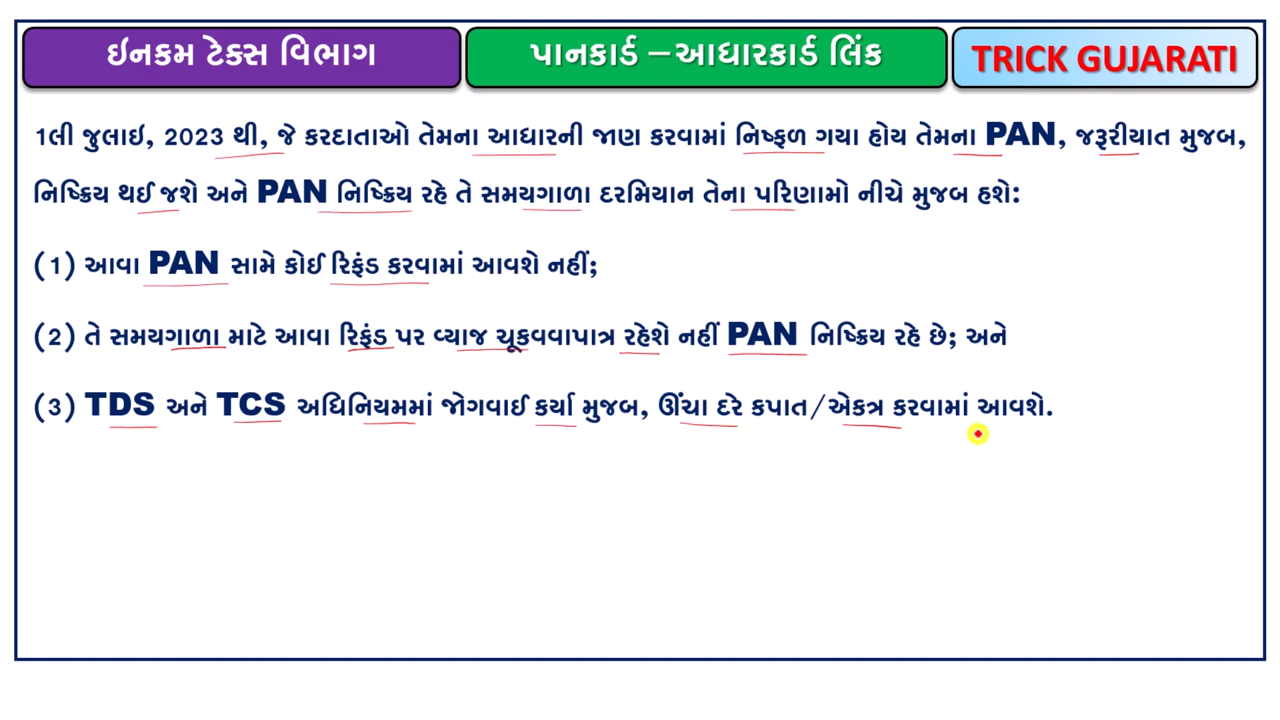 ઇનકમ ટેક્સ વિભાગ
પાનકાર્ડ –આધારકાર્ડ લિંક
TRICK GUJARATI
1લી જુલાઇ, 2023 થી, જે કરદાતાઓ તેમના આધારની જાણ કરવામાં નિષ્ફળ ગયા હોય તેમના PAN, જરૂરીયાત મુજબ,
નિષ્ક્રિય થઈ જશે અને PAN નિષ્ક્રિય રહે તે સમયગાળા દરમિયાન તેના પરિણામો નીચે મુજબ હશે:
(1) આવા PAN સામે કોઈ રિફંડ કરવામાં આવશે નહીં;
(2) તે સમયગાળા માટે આવા રિફંડ પર વ્યાજ ચૂકવવાપાત્ર રહેશે નહીં PAN નિષ્ક્રિય રહે છે; અને
(3) TDS અને TCS અધિનિયમમાં જોગવાઈ કર્યા મુજબ, ઊંચા દરે કપાત/એકત્ર કરવામાં આવશે.